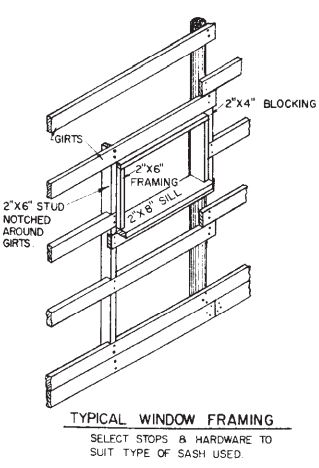 2"X4" BLOCKING
GIRTS
2"X6"
FRAMING
2"X8" SILL
2"X6" STUD
NOTCHED
AROUND
GIRTS.
TYPICAL WINDOW FRAMING
SELECT STOPS & HARDWARE TO
SUIT TYPE OF SASH USED.